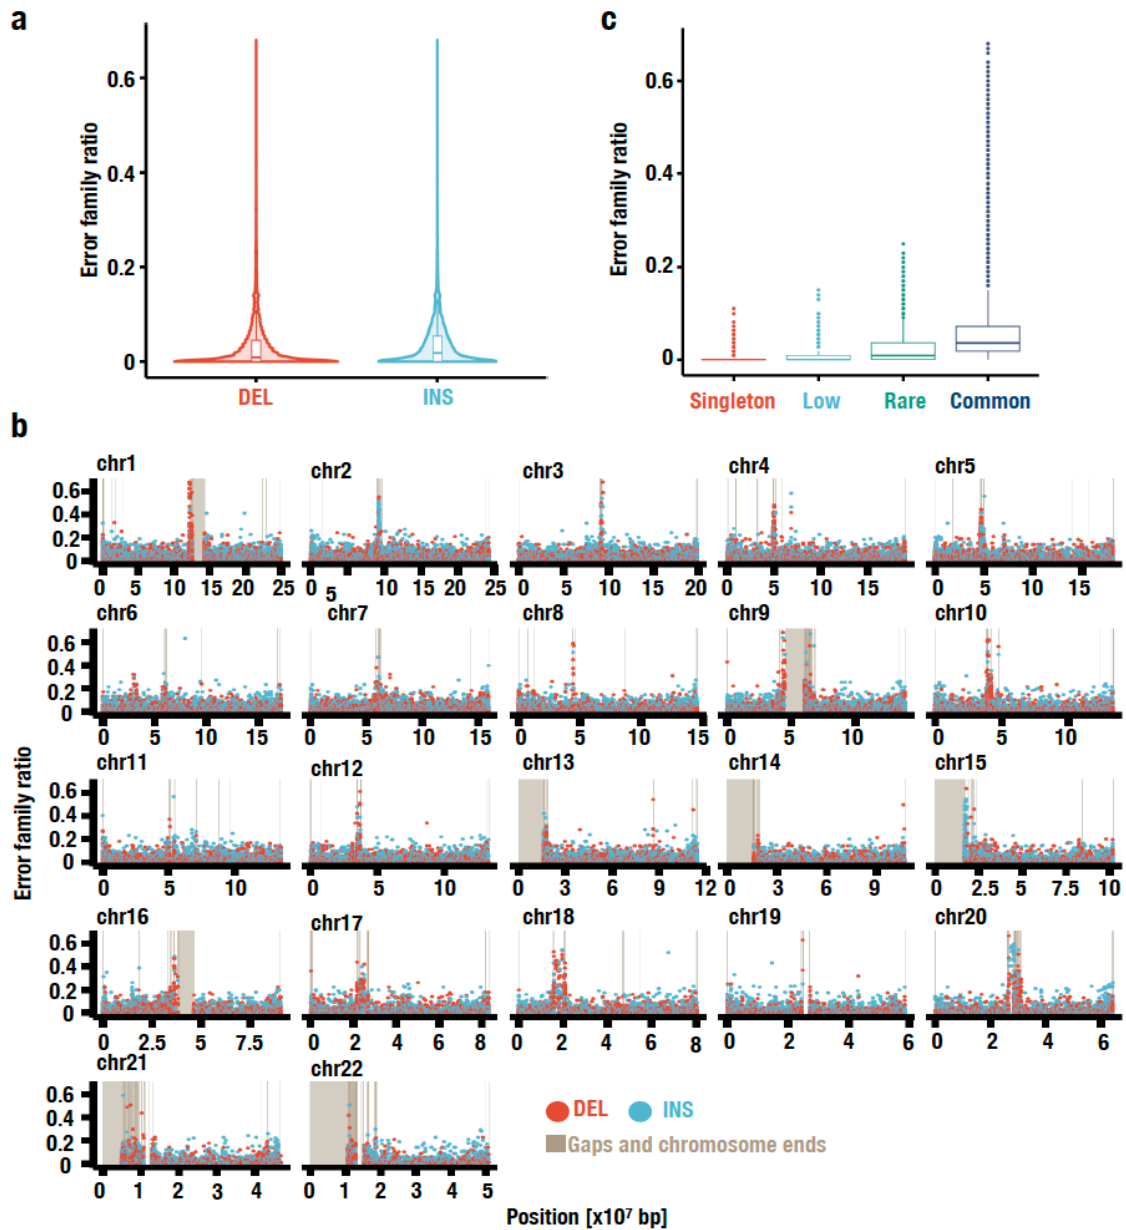 a
c
Error family ratio
0.6
0.4
0.2
0
DEL INS
Error family ratio
0.6
0.4
0.2
0
Singleton Low Rare Common
b
chr1 chr2 chr3 chr4 chr5
0.6
0.4
0.2
0
0 5 10 15 20 25 0 5 10 15 20 25 0 5 10 15 20 0 5 10 15 0 5 10 15
chr6 chr7 chr8 chr9 chr10
0.6
0.4
0.2
0
0 5 10 15 0 5 10 15 0 5 10 15 0 5 10 0 5 10
Error family ratio
chr11 chr12 chr13 chr14 chr15
0.6
0.4
0.2
0
0 5 10 0 5 10 0 3 6 9 12 0 3 6 9 0 2.5 5 7.5 10
chr16 chr17 chr18 chr19 chr20
0.6
0.4
0.2
0
0 2.5 5 7.5 0 2 4 6 8 0 2 4 6 8 0 2 4 6 0 2 4 6
chr21 chr22
0.6
0.4
0.2
0
0 1 2 3 4 0 1 2 3 4 5
DEL INS
Gaps and chromosome ends
Position [x10⁷ bp]